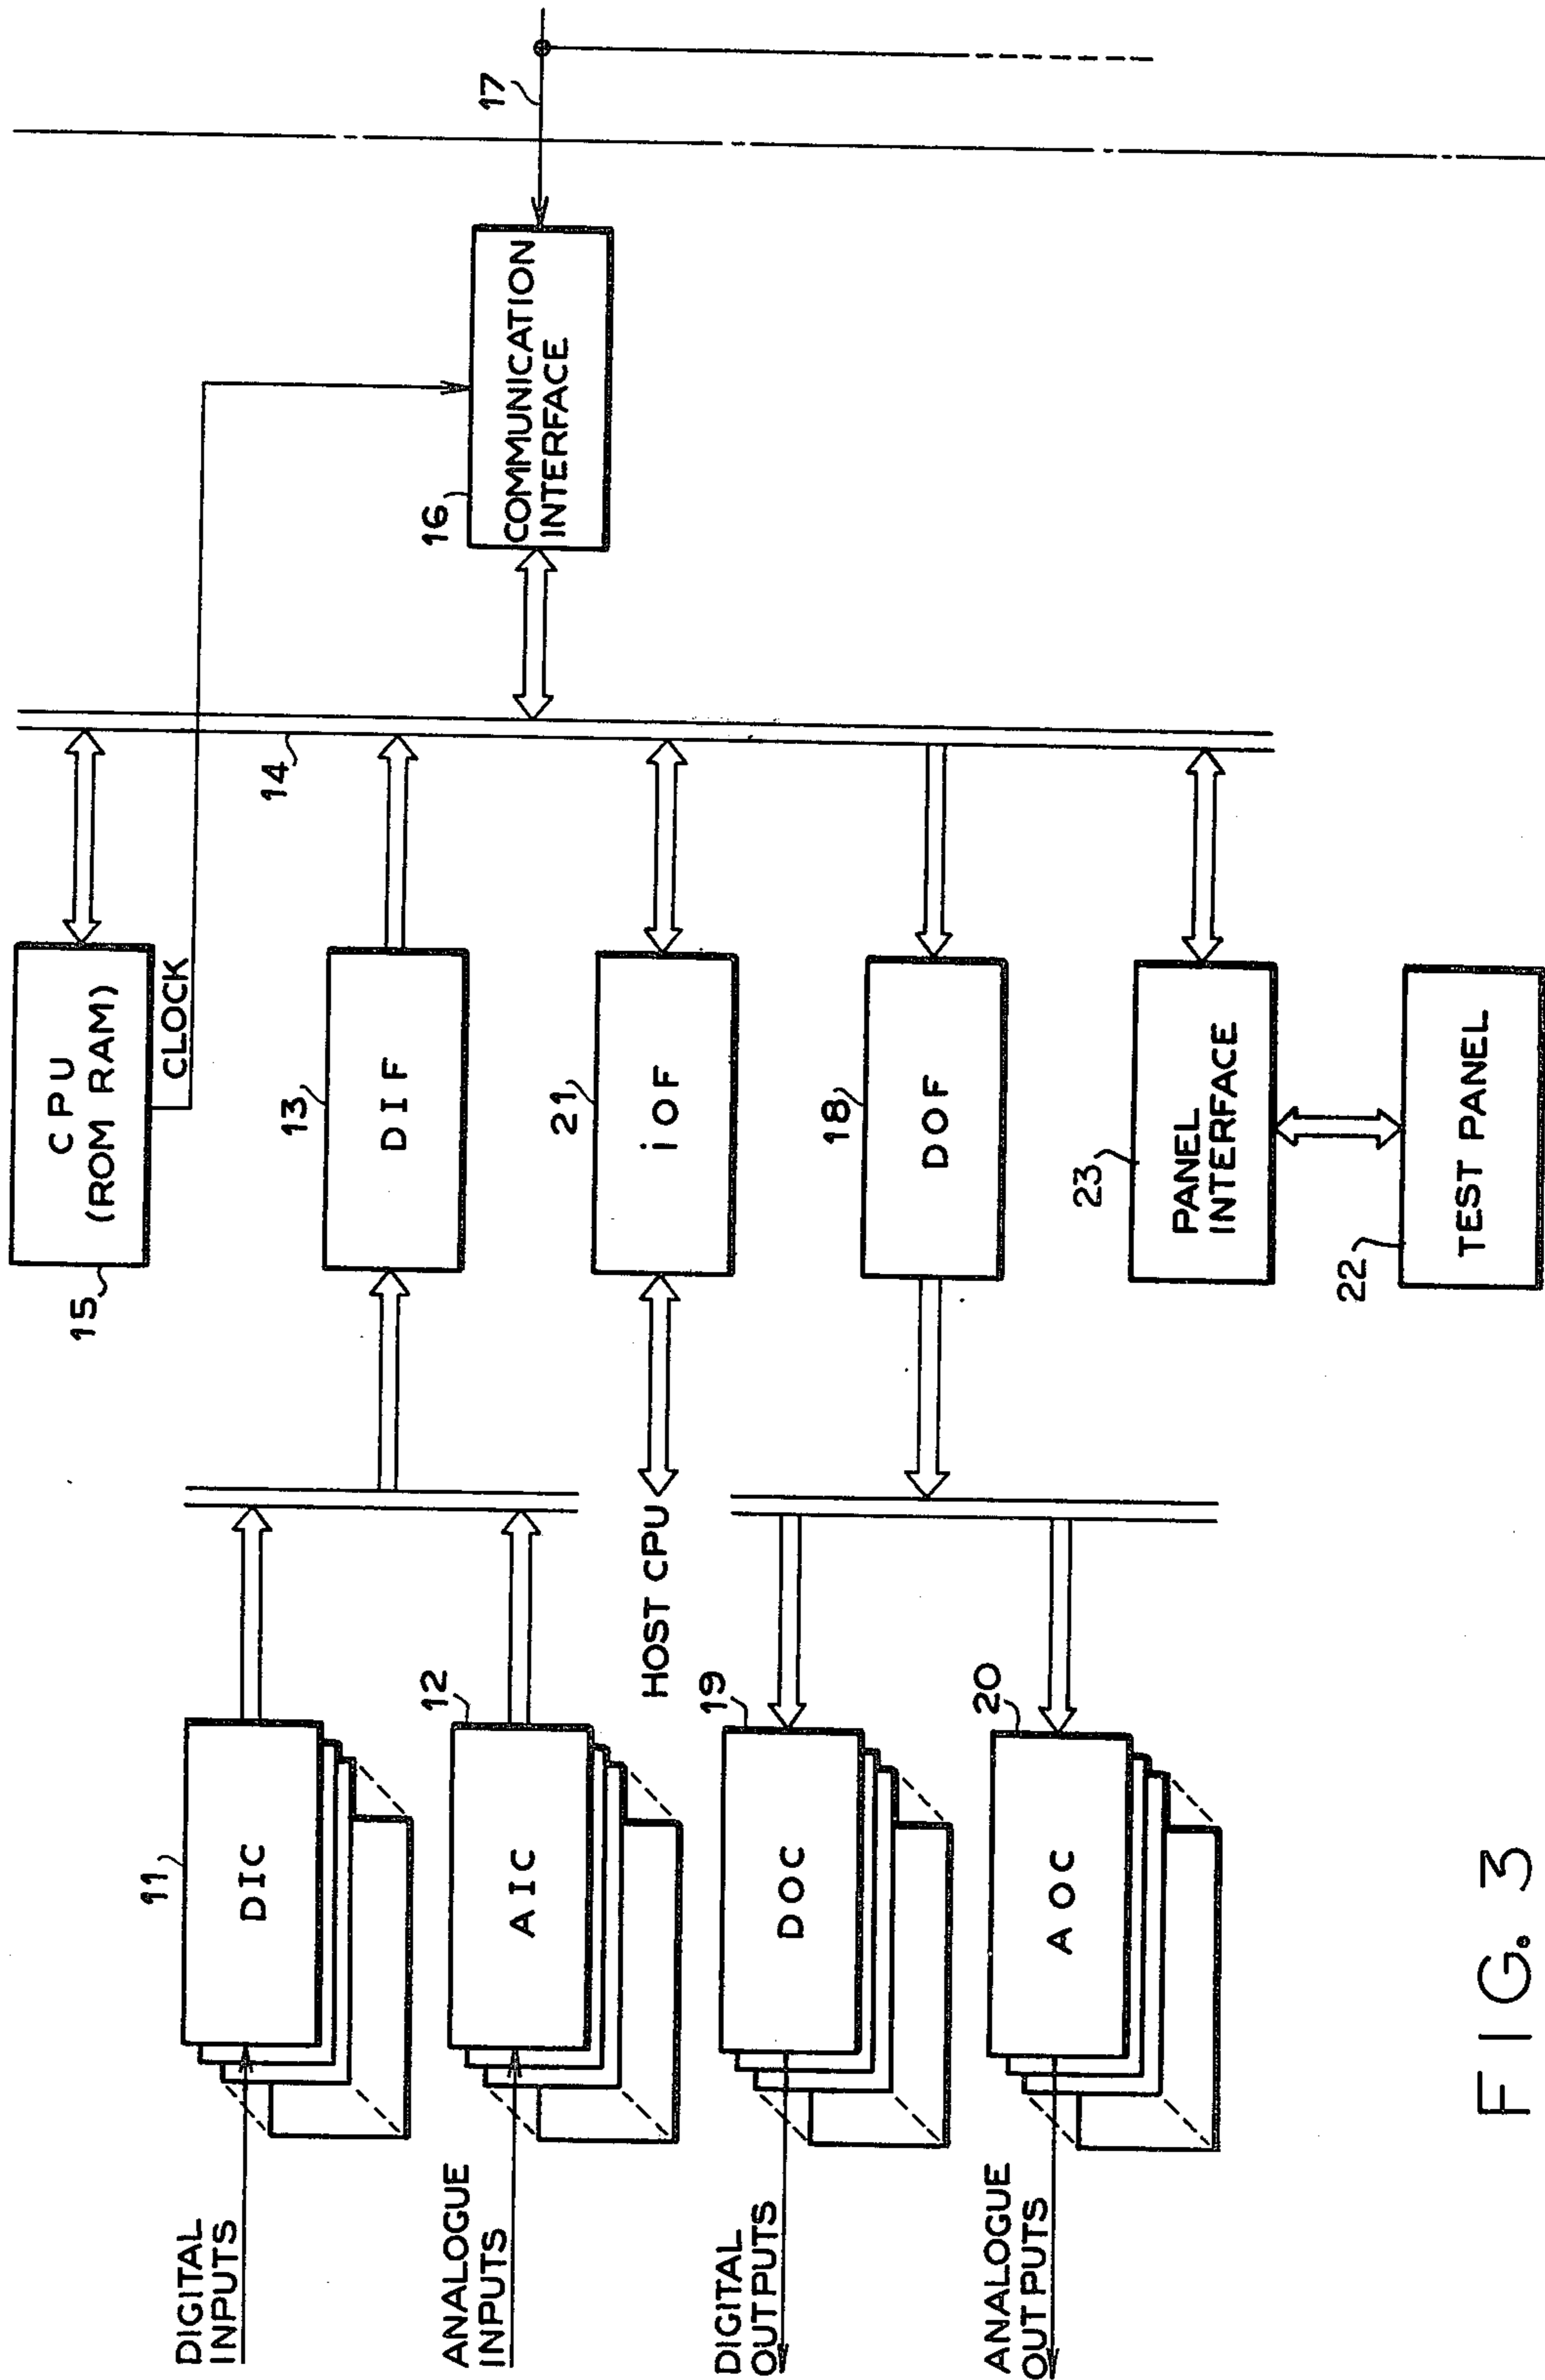 CPU
(ROM RAM)
15
CLOCK
14
COMMUNICATION
INTERFACE
16
17
DIGITAL
INPUTS
DIC
11
DIF
13
ANALOGUE
INPUTS
AIC
12
HOST CPU
iOF
21
DIGITAL
OUTPUTS
DOC
19
DOF
18
ANALOGUE
OUTPUTS
AOC
20
PANEL
INTERFACE
23
TEST PANEL
22
FIG. 3